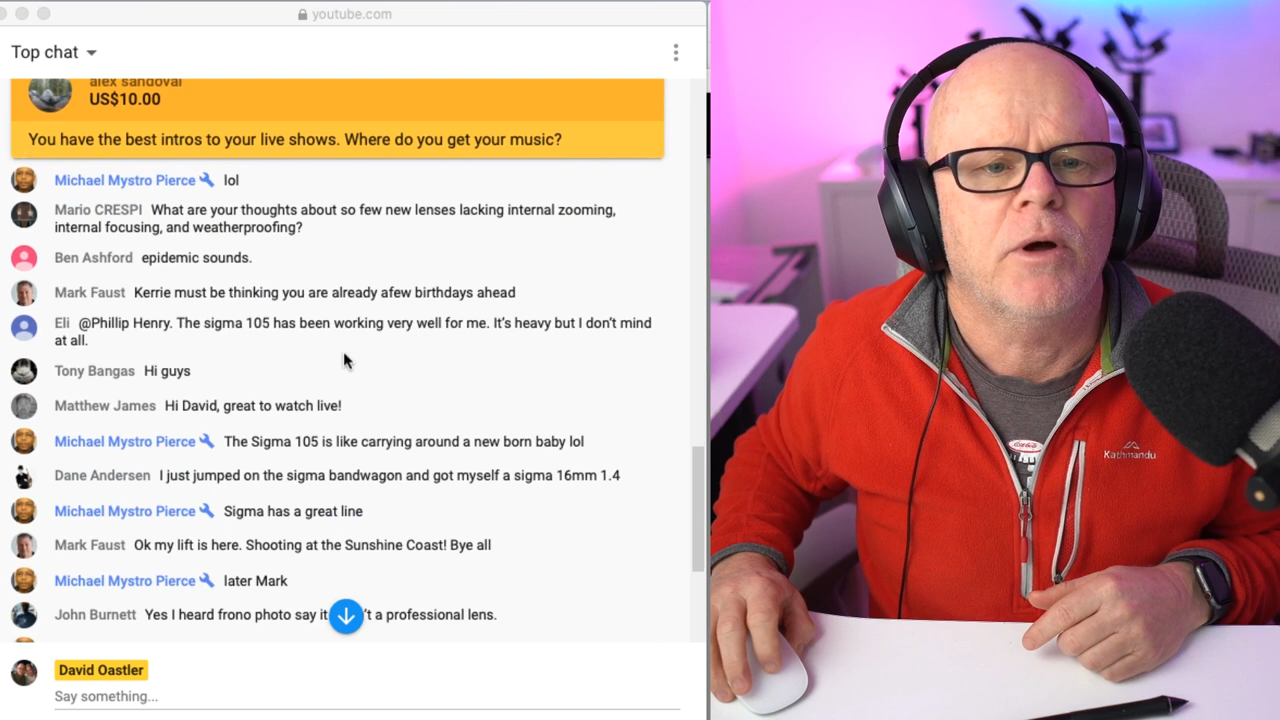 youtube.com
Top chat
alex sandoval
US$10.00
You have the best intros to your live shows. Where do you get your music?
Michael Mystro Pierce lol
Mario CRESPI What are your thoughts about so few new lenses lacking internal zooming,
internal focusing, and weatherproofing?
Ben Ashford epidemic sounds.
Mark Faust Kerrie must be thinking you are already afew birthdays ahead
Eli @Phillip Henry. The sigma 105 has been working very well for me. It's heavy but I don't mind
at all.
Tony Bangas Hi guys
Matthew James Hi David, great to watch live!
Michael Mystro Pierce The Sigma 105 is like carrying around a new born baby lol
Dane Andersen I just jumped on the sigma bandwagon and got myself a sigma 16mm 1.4
Michael Mystro Pierce Sigma has a great line
Mark Faust Ok my lift is here. Shooting at the Sunshine Coast! Bye all
Michael Mystro Pierce later Mark
John Burnett Yes I heard frono photo say it 't a professional lens.
David Oastler
Say something...
Kathmandu